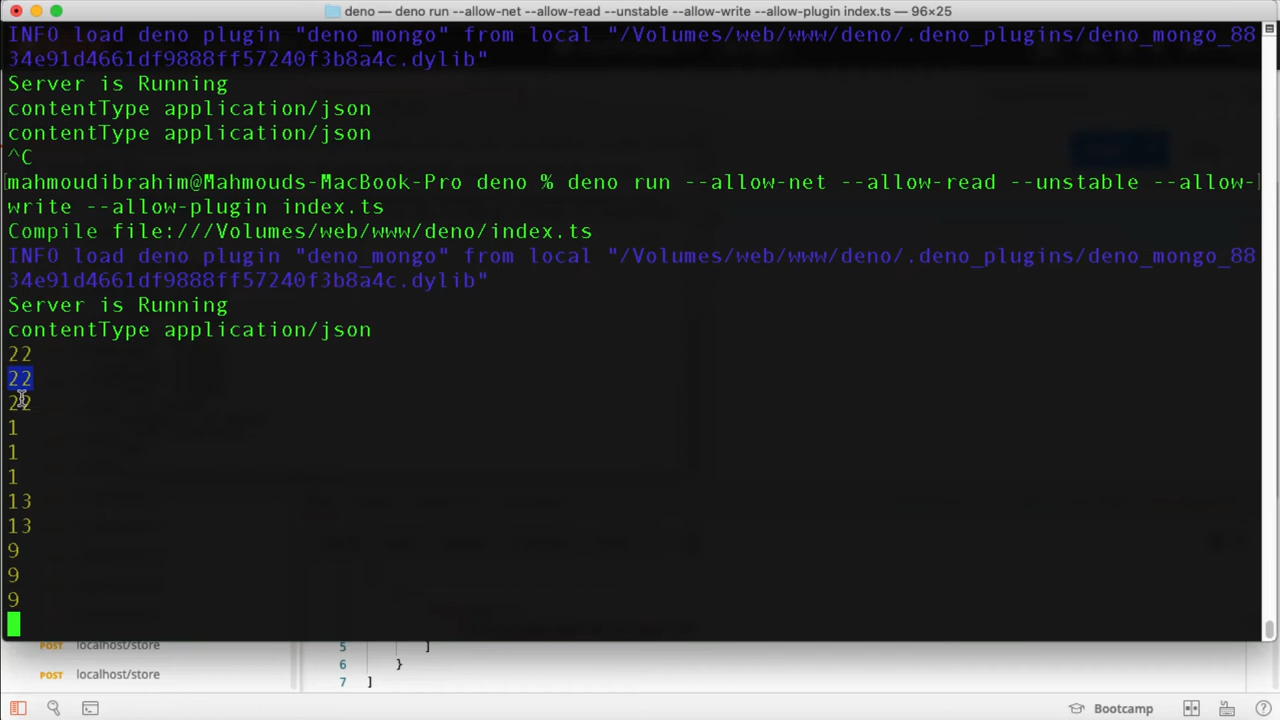 deno — deno run --allow-net --allow-read --unstable --allow-write --allow-plugin index.ts — 96×25
INFO load deno plugin "deno_mongo" from local "/Volumes/web/www/deno/.deno_plugins/deno_mongo_88
34e91d4661df9888ff57240f3b8a4c.dylib"
Server is Running
contentType application/json
contentType application/json
^C
mahmoudibrahim@Mahmouds-MacBook-Pro deno % deno run --allow-net --allow-read --unstable --allow-
write --allow-plugin index.ts
Compile file:///Volumes/web/www/deno/index.ts
INFO load deno plugin "deno_mongo" from local "/Volumes/web/www/deno/.deno_plugins/deno_mongo_88
34e91d4661df9888ff57240f3b8a4c.dylib"
Server is Running
contentType application/json
22
22
22
1
1
1
13
13
9
9
9
POST localhost/store
5 ]
6 }
POST localhost/store
7 ]
Bootcamp